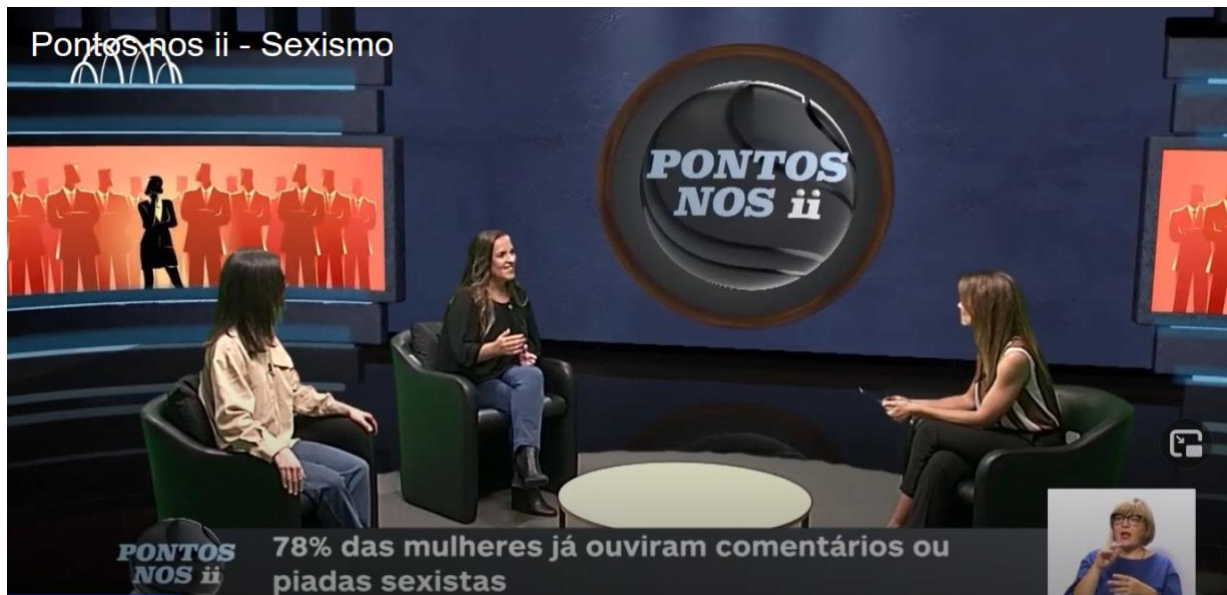 Pontos-nos ii - Sexismo
PONTOS
NOS ii
PONTOS
NOS ii
78% das mulheres já ouviram comentários ou
piadas sexistas